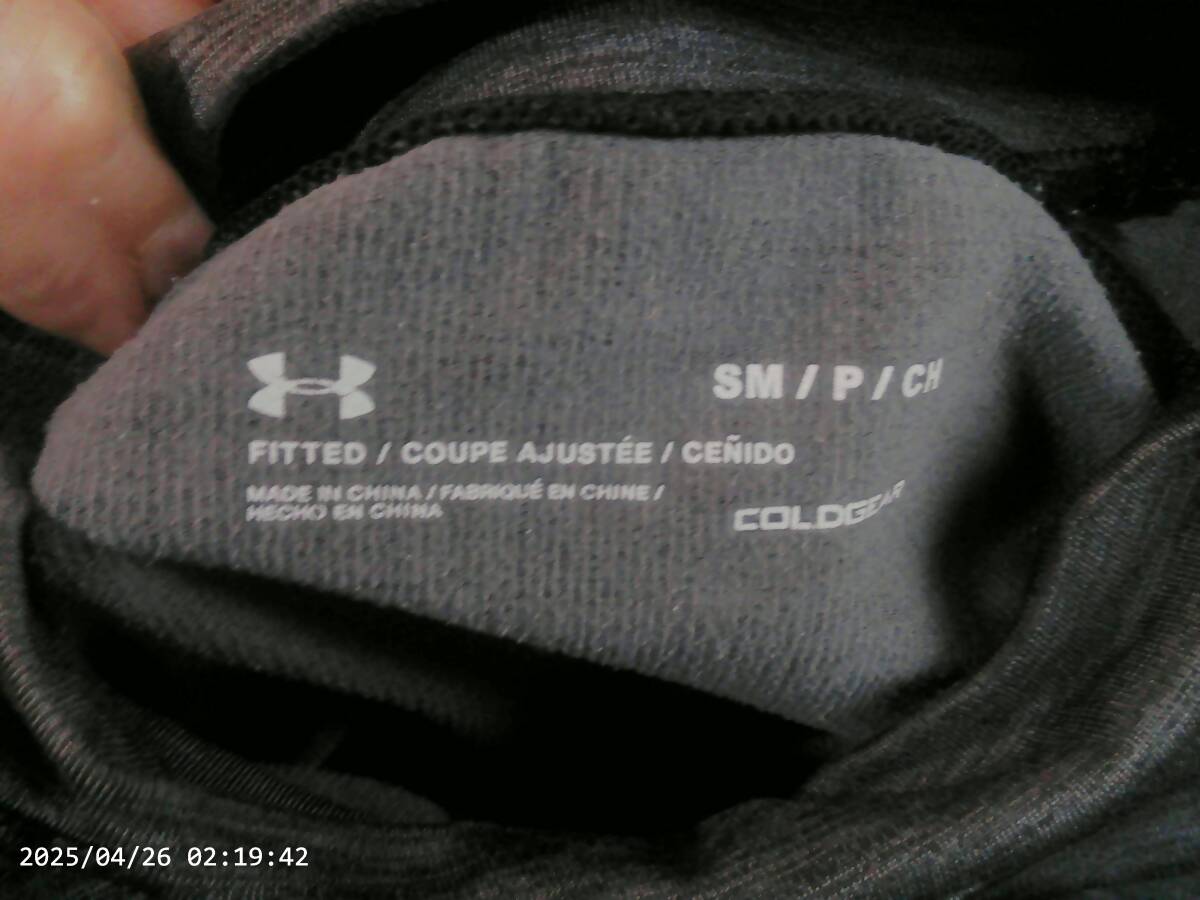 SM / P / CH
FITTED / COUPE AJUSTÉE / CEÑIDO
MADE IN CHINA / FABRIQUÉ EN CHINE /
HECHO EN CHINA
COLDGEAR
2025/04/26 02:19:42